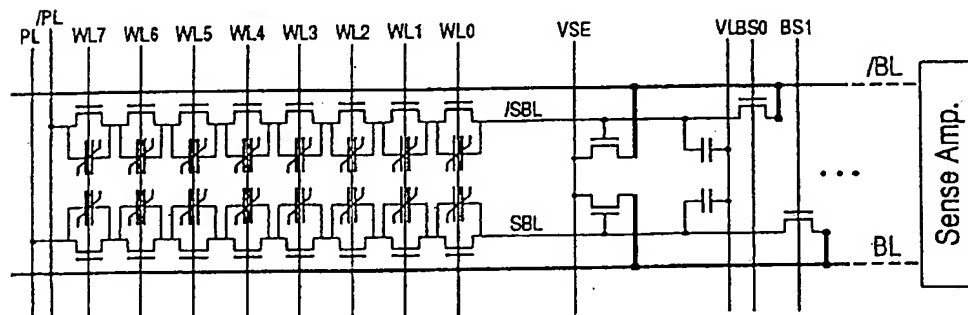 /PL
PL WL7 WL6 WL5 WL4 WL3 WL2 WL1 WL0 VSE VLBS0 BS1
/BL
/SBL
SBL
BL
Sense Amp.